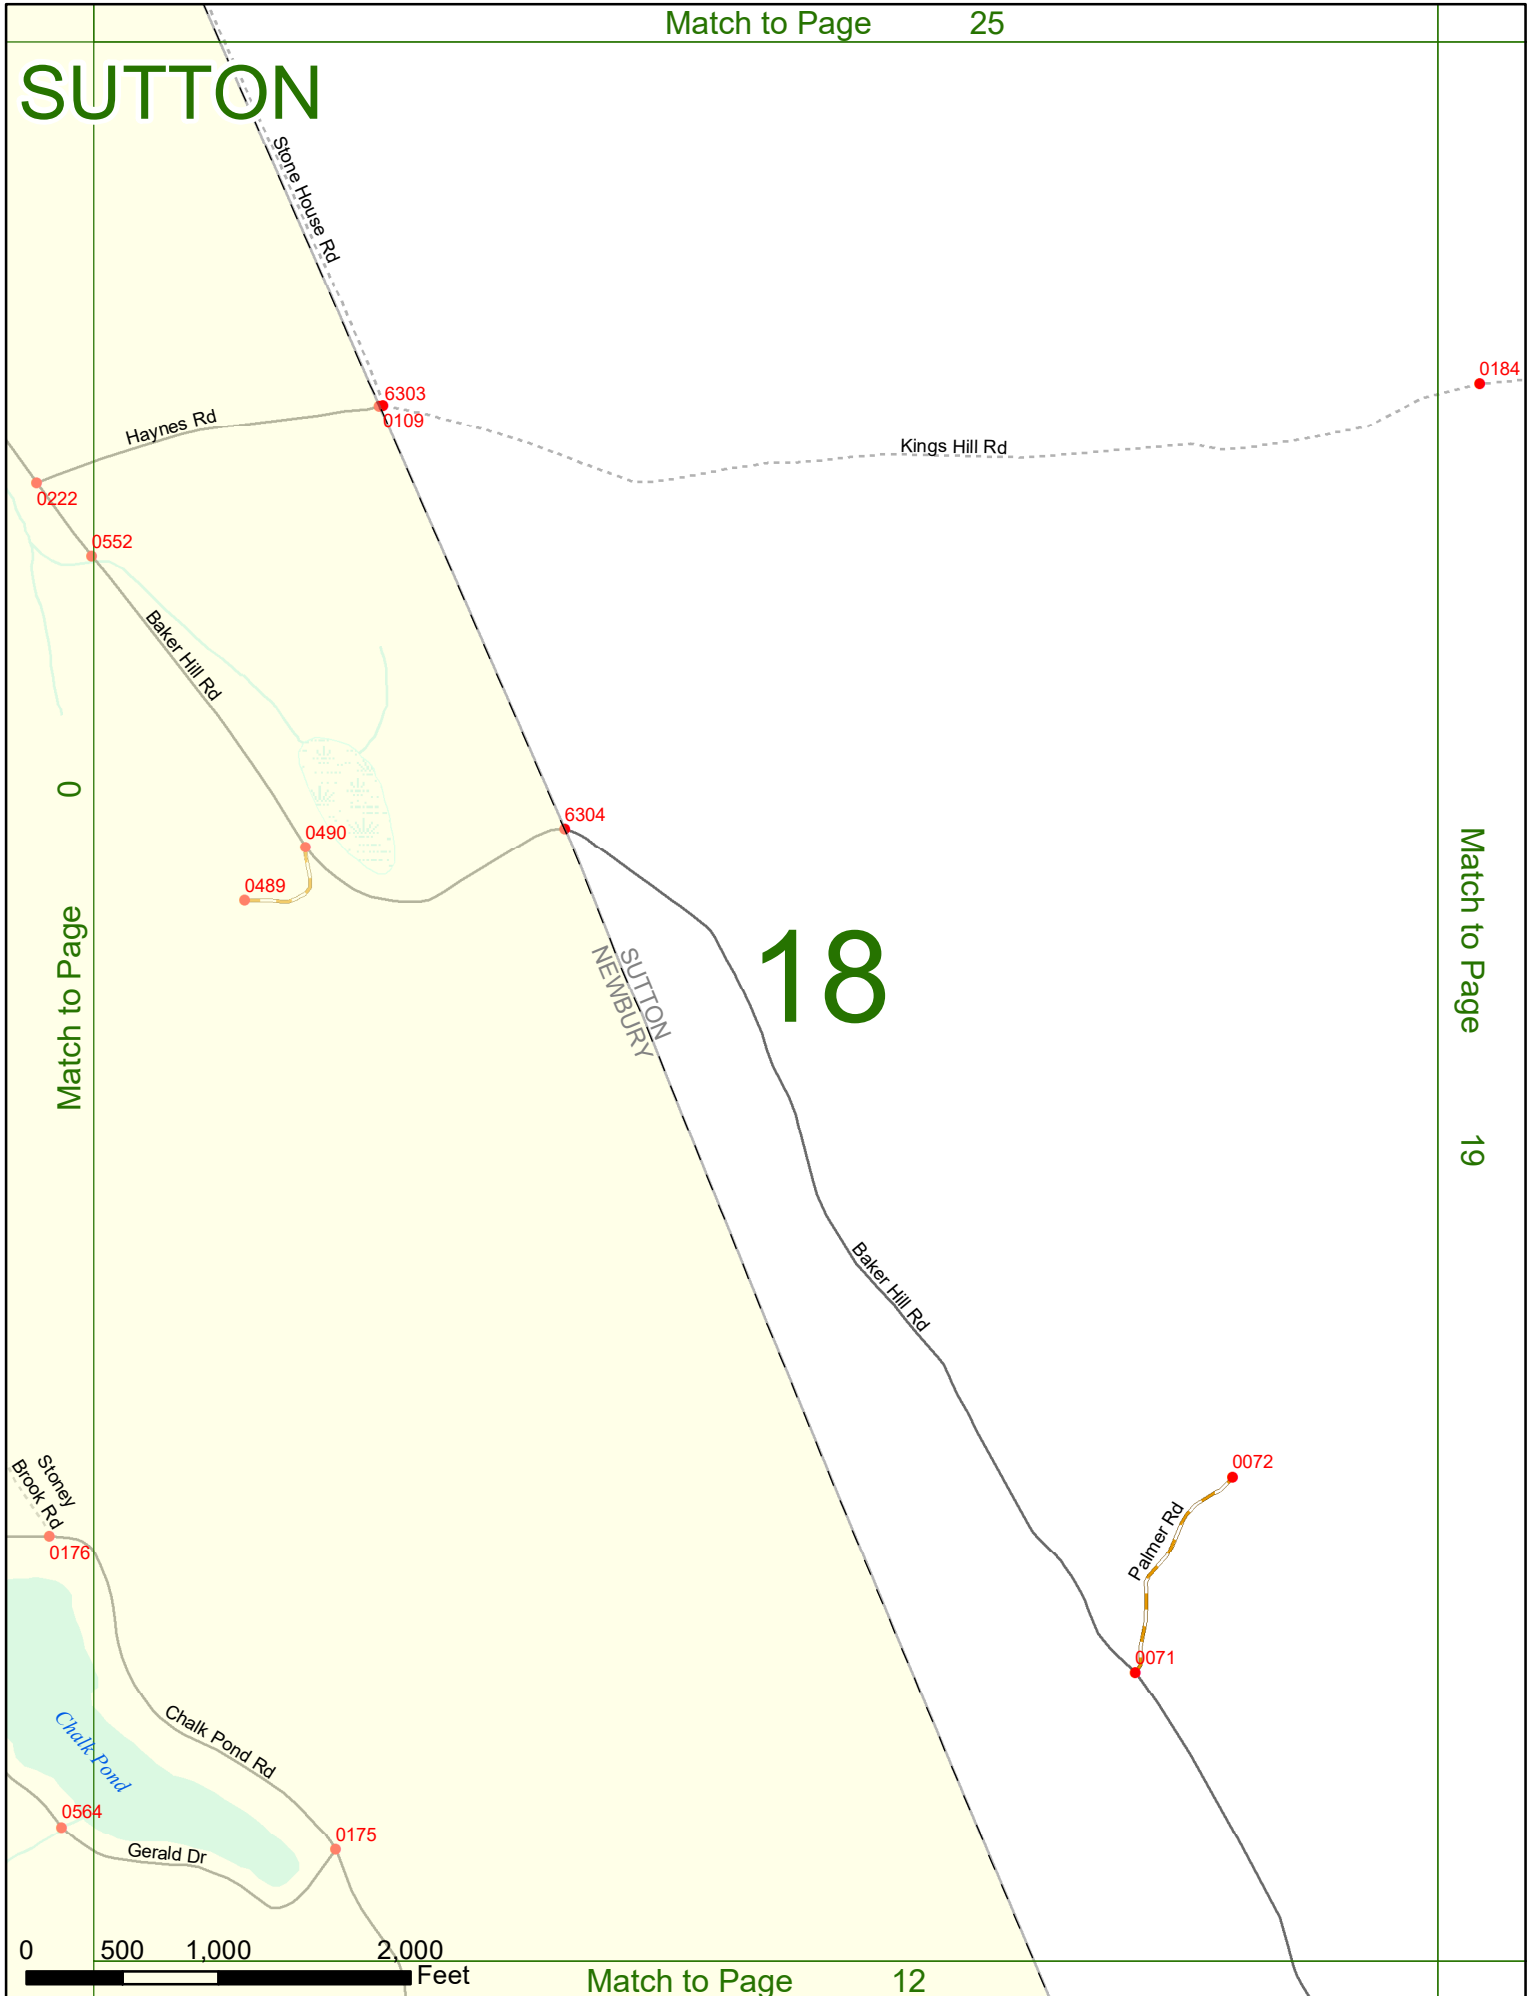 Match to Page 25
SUTTON
Stone House Rd
6303
0109
0184
Haynes Rd
Kings Hill Rd
0222
0552
Baker Hill Rd
0
Match to Page
6304
0490
0489
SUTTON
NEWBURY
18
Match to Page
19
Baker Hill Rd
Stoney
Brook Rd
0176
0072
Palmer Rd
0071
Chalk Pond Rd
Chalk Pond
0564
Gerald Dr
0175
0 500 1,000 2,000
Feet
Match to Page 12